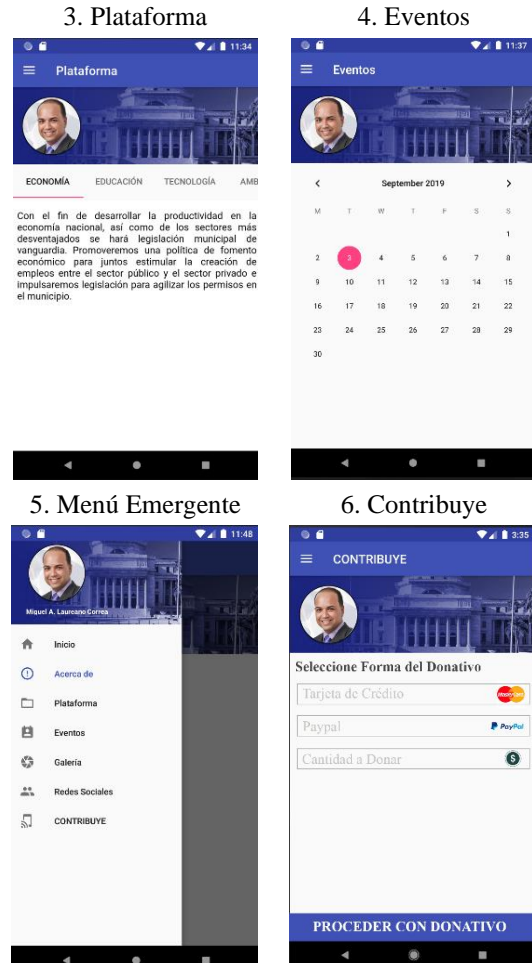 3. Plataforma
4. Eventos
11:34
Plataforma
ECONOMÍA EDUCACIÓN TECNOLOGÍA AMB
Con el fin de desarrollar la productividad en la
economía nacional, así como de los sectores más
desventajados se hará legislación municipal de
vanguardia. Promoveremos una política de fomento
económico para juntos estimular la creación de
empleos entre el sector público y el sector privado e
impulsaremos legislación para agilizar los permisos en
el municipio.
11:37
Eventos
September 2019
M T W T F S S
1
2 3 4 5 6 7 8
9 10 11 12 13 14 15
16 17 18 19 20 21 22
23 24 25 26 27 28 29
30
5. Menú Emergente
6. Contribuye
11:48
Miguel A. Laureano Correa
Inicio
Acerca de
Plataforma
Eventos
Galería
Redes Sociales
CONTRIBUYE
3:35
CONTRIBUYE
Seleccione Forma del Donativo
Tarjeta de Crédito MasterCard
Paypal PayPal
Cantidad a Donar $
PROCEDER CON DONATIVO